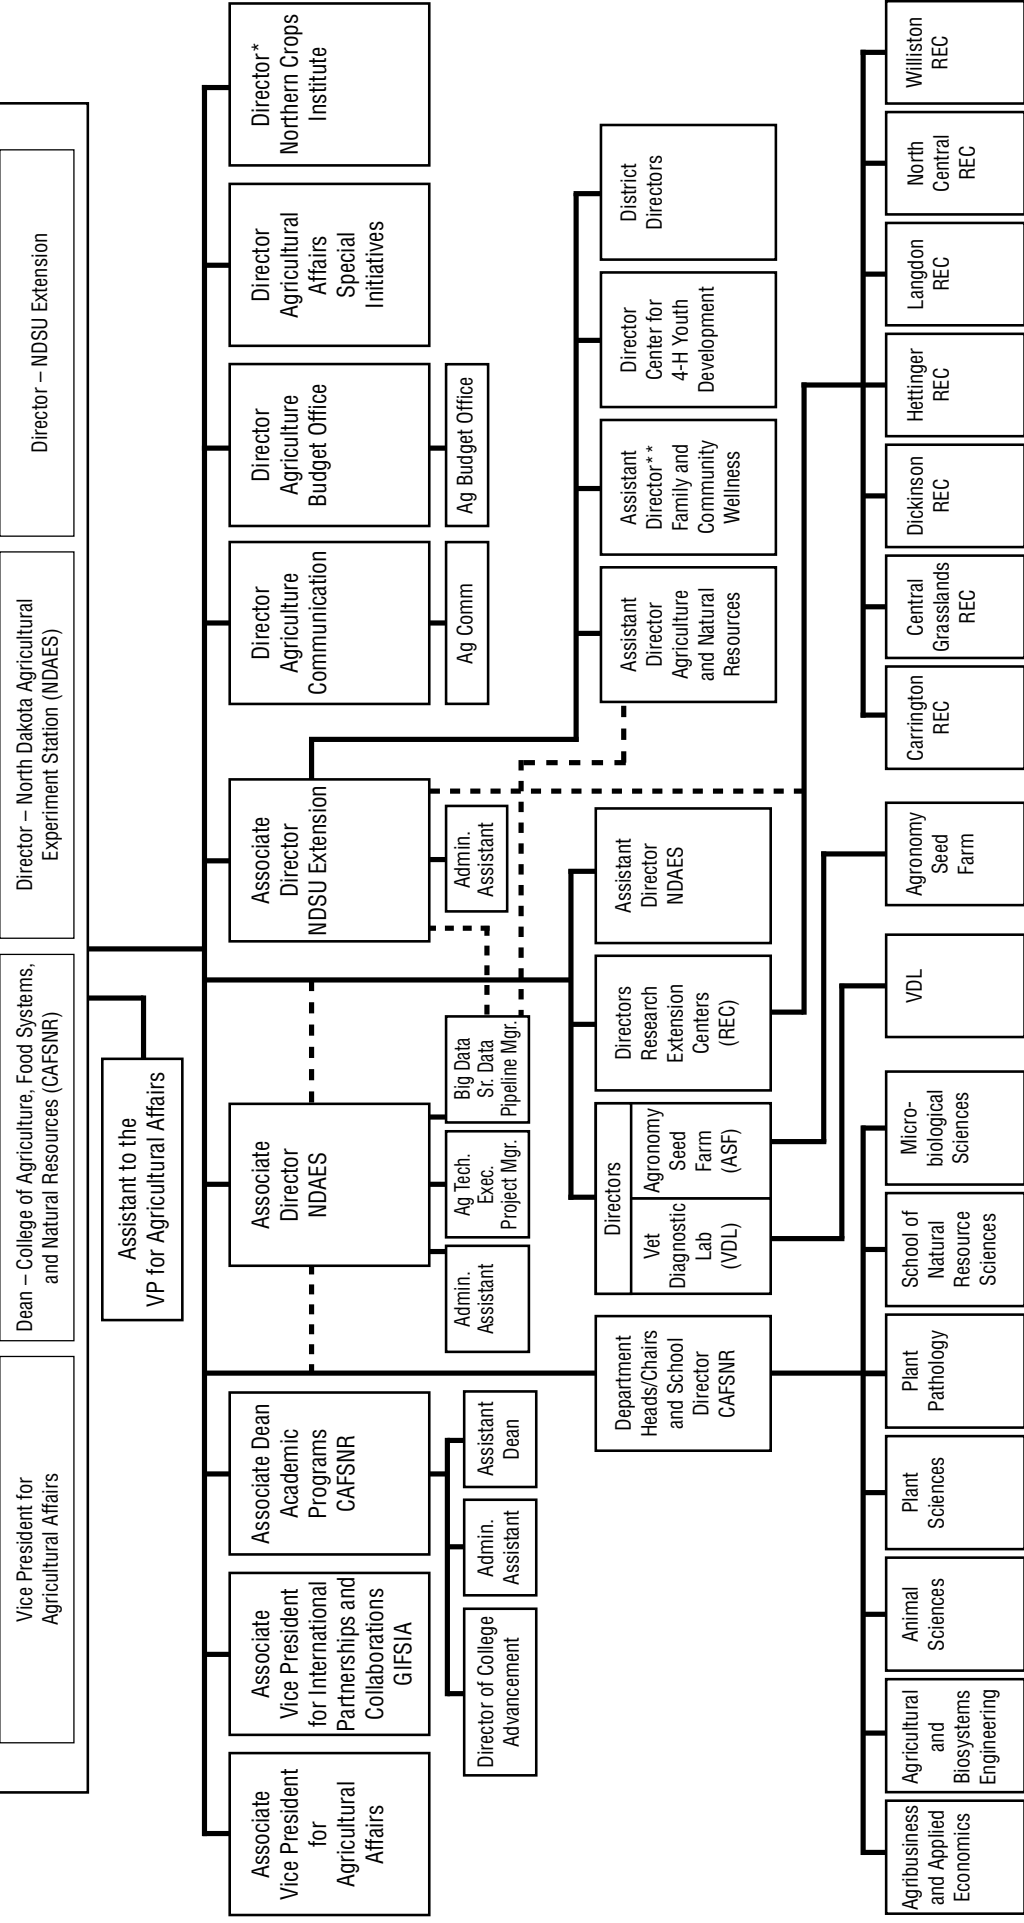 Vice President for
Agricultural Affairs
Dean – College of Agriculture, Food Systems,
and Natural Resources (CAFSNR)
Director – North Dakota Agricultural
Experiment Station (NDAES)
Director – NDSU Extension
Assistant to the
VP for Agricultural Affairs
Associate
Vice President
for
Agricultural
Affairs
Associate
Vice President
for International
Partnerships and
Collaborations
GIFSIA
Associate Dean
Academic
Programs
CAFSNR
Associate
Director
NDAES
Associate
Director
NDSU Extension
Director
Agriculture
Communication
Director
Agriculture
Budget Office
Director
Agricultural
Affairs
Special
Initiatives
Director*
Northern Crops
Institute
Director of College
Advancement
Admin.
Assistant
Assistant
Dean
Admin.
Assistant
Ag Tech.
Exec.
Project Mgr.
Big Data
Sr. Data
Pipeline Mgr.
Admin.
Assistant
Ag Comm
Ag Budget Office
Department
Heads/Chairs
and School
Director
CAFSNR
Directors
Vet
Diagnostic
Lab
(VDL)
Agronomy
Seed
Farm
(ASF)
Directors
Research
Extension
Centers
(REC)
Assistant
Director
NDAES
Assistant
Director
Agriculture
and Natural
Resources
Assistant
Director**
Family and
Community
Wellness
Director
Center for
4-H Youth
Development
District
Directors
Agribusiness
and Applied
Economics
Agricultural
and
Biosystems
Engineering
Animal
Sciences
Plant
Sciences
Plant
Pathology
School of
Natural
Resource
Sciences
Micro-
biological
Sciences
VDL
Agronomy
Seed
Farm
Carrington
REC
Central
Grasslands
REC
Dickinson
REC
Hettinger
REC
Langdon
REC
North
Central
REC
Williston
REC